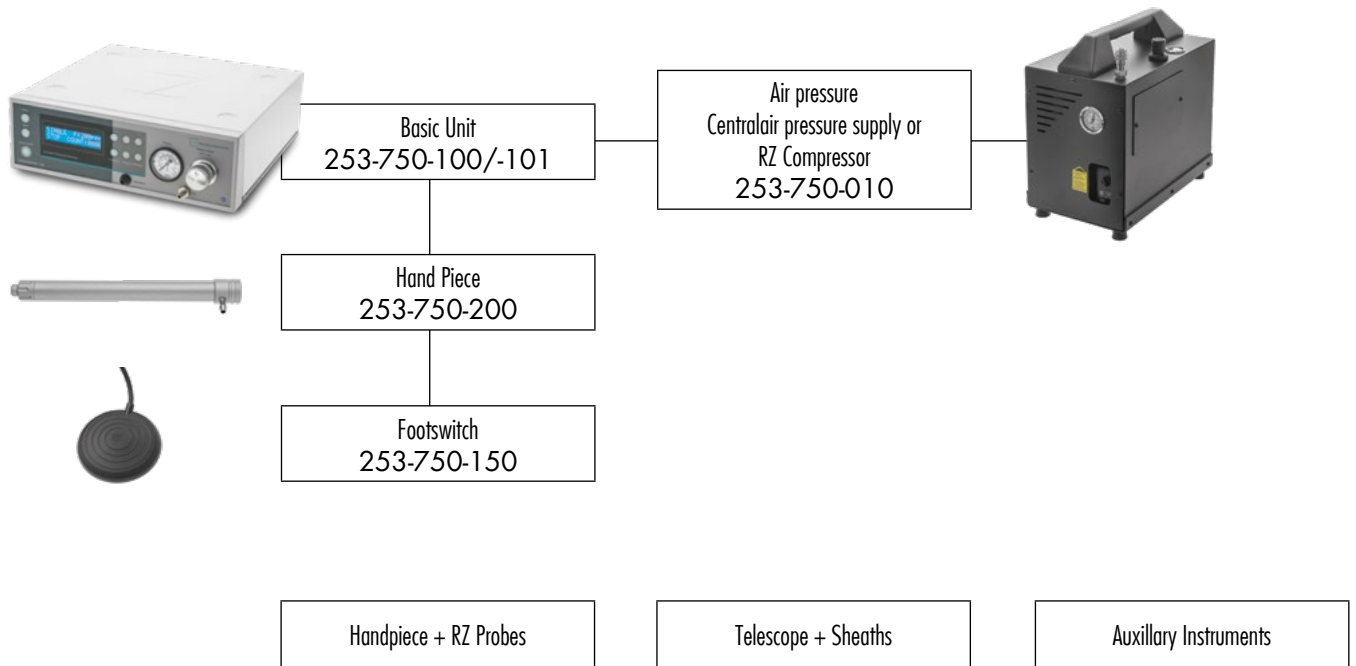 Basic Unit
253-750-100/-101
Air pressure
Centralair pressure supply or
RZ Compressor
253-750-010
Hand Piece
253-750-200
Footswitch
253-750-150
Handpiece + RZ Probes
Telescope + Sheaths
Auxillary Instruments